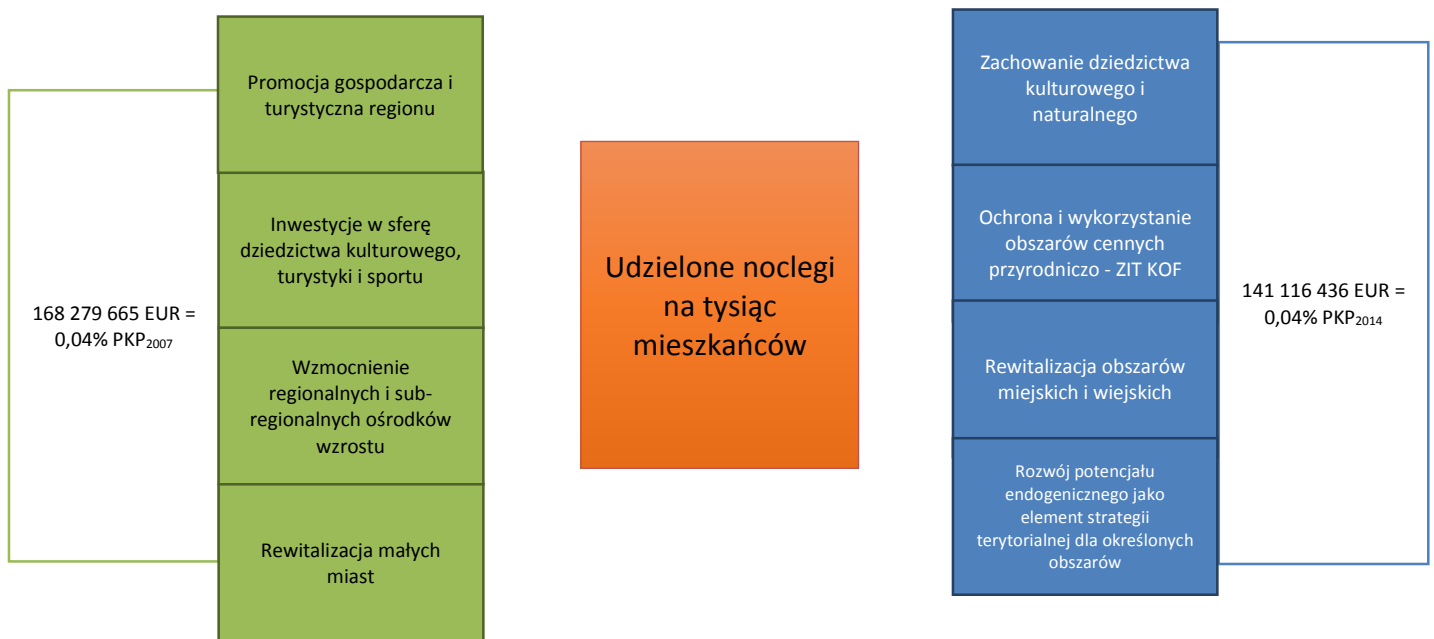 168 279 665 EUR =
0,04% PKP2007
Promocja gospodarcza i
turystyczna regionu
Inwestycje w sferę
dziedzictwa kulturowego,
turystyki i sportu
Wzmocnienie
regionalnych i sub-
regionalnych ośrodków
wzrostu
Rewitalizacja małych
miast
Udzielone noclegi
na tysiąc
mieszkańców
Zachowanie dziedzictwa
kulturowego i
naturalnego
Ochrona i wykorzystanie
obszarów cennych
przyrodniczo - ZIT KOF
Rewitalizacja obszarów
miejskich i wiejskich
Rozwój potencjału
endogenicznego jako
element strategii
terytorialnej dla określonych
obszarów
141 116 436 EUR =
0,04% PKP2014